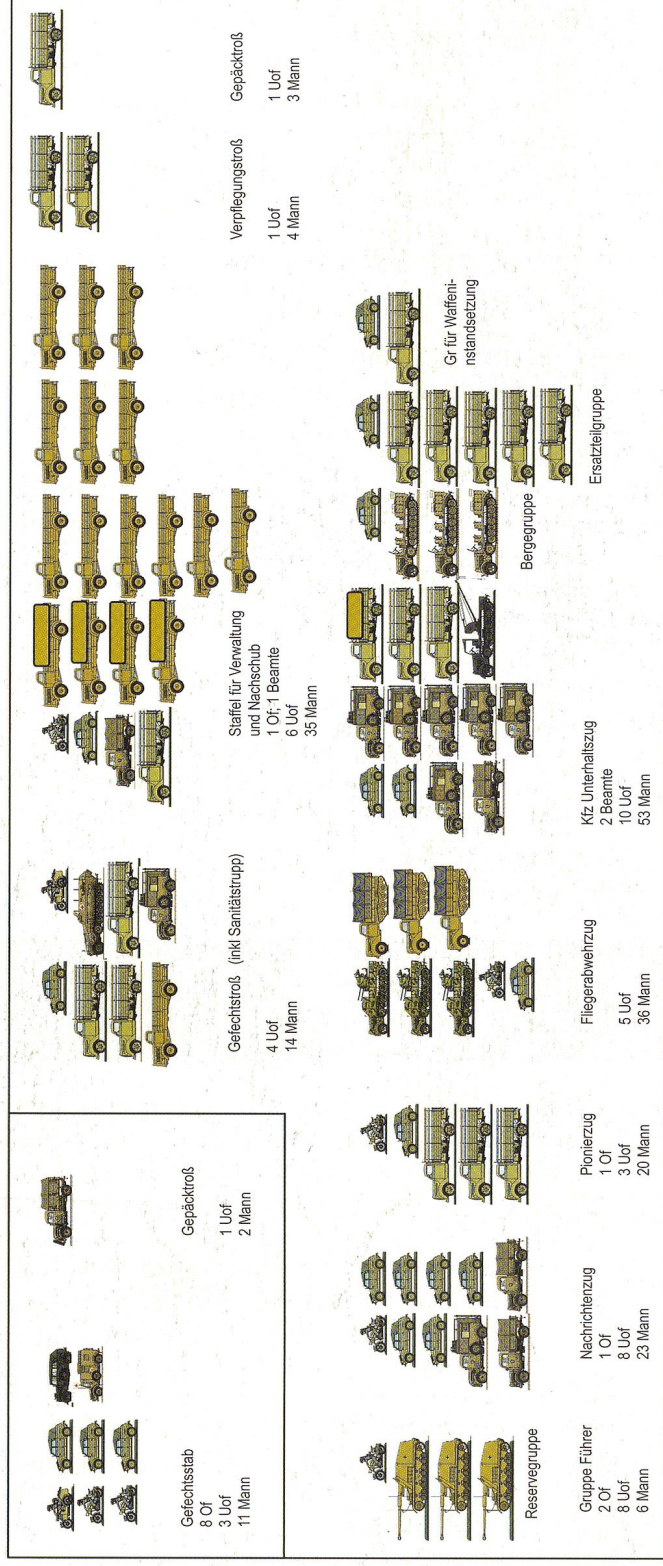 Gefechtsstab
8 Of
3 Uof
11 Mann
Gepäcktroß
1 Uof
2 Mann
Gefechtstroß (inkl Sanitätstrupp)
4 Uof
14 Mann
Staffel für Verwaltung
und Nachschub
1 Of; 1 Beamte
6 Uof
35 Mann
Verpflegungstroß
1 Uof
4 Mann
Gepäcktroß
1 Uof
3 Mann
Reservegruppe
Gruppe Führer
2 Of
8 Uof
6 Mann
Nachrichtenzug
1 Of
8 Uof
23 Mann
Pionierzug
1 Of
3 Uof
20 Mann
Fliegerabwehrzug
5 Uof
36 Mann
Kfz Unterhaltszug
2 Beamte
10 Uof
53 Mann
Bergegruppe
Ersatzteilgruppe
Gr für Waffeni-
nstandsetzung